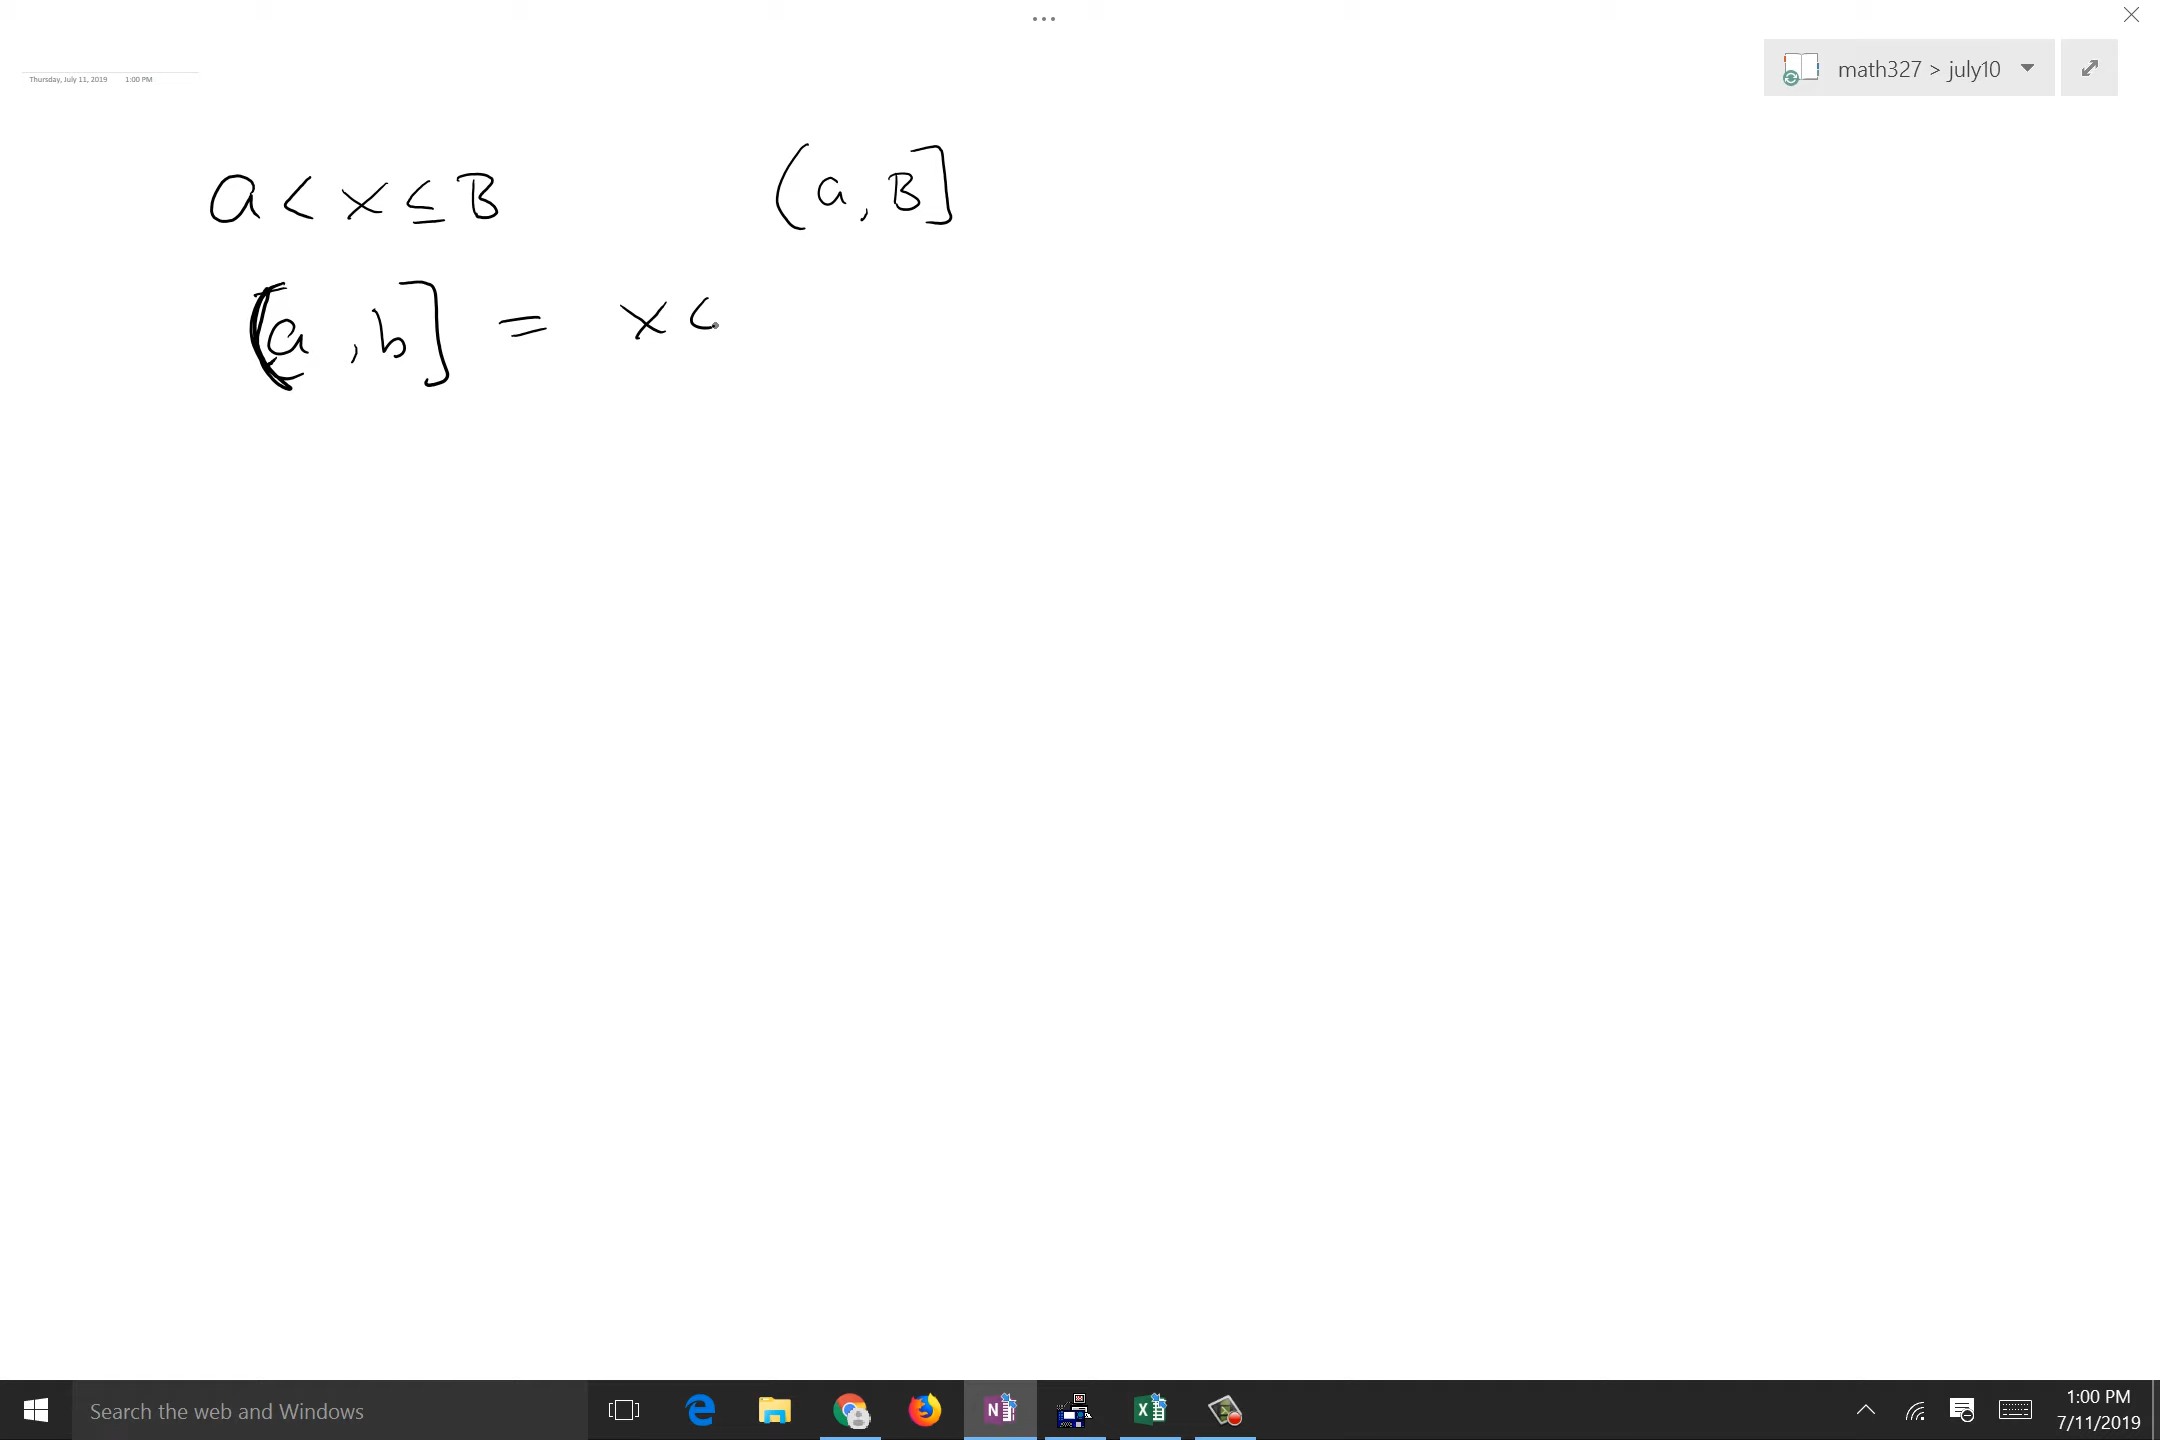 ...
math327 > july10
Thursday, July 11, 2019 1:00 PM
a < x ≤ B (a, B]
(a, b] = x <
Search the web and Windows
1:00 PM
7/11/2019